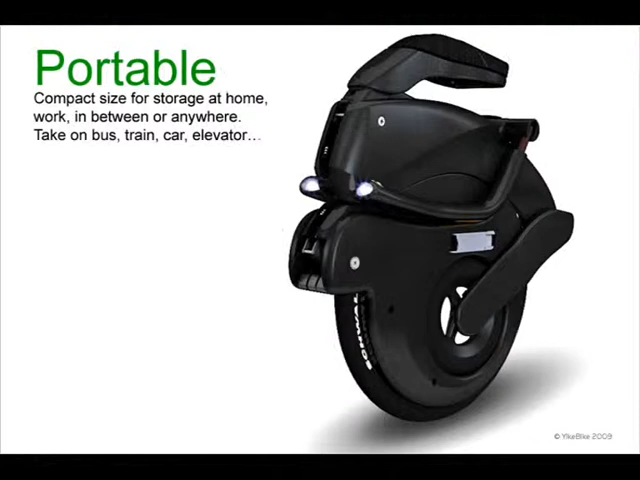 Portable
Compact size for storage at home,
work, in between or anywhere.
Take on bus, train, car, elevator...
SCHWAL
© YikeBike 2009